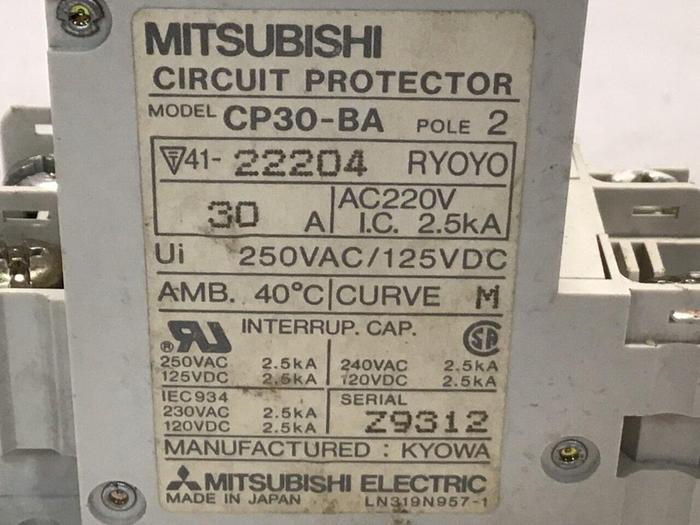 MITSUBISHI
CIRCUIT PROTECTOR
MODEL CP30-BA POLE 2
T 41- 22204 RYOYO
30 A AC220V
I.C. 2.5kA
Ui 250VAC/125VDC
AMB. 40°C CURVE M
INTERRUP. CAP.
250VAC 2.5kA 240VAC 2.5kA
125VDC 2.5kA 120VDC 2.5kA
IEC934 SERIAL
230VAC 2.5kA Z9312
120VDC 2.5kA
MANUFACTURED : KYOWA
MITSUBISHI ELECTRIC
MADE IN JAPAN LN319N957-1